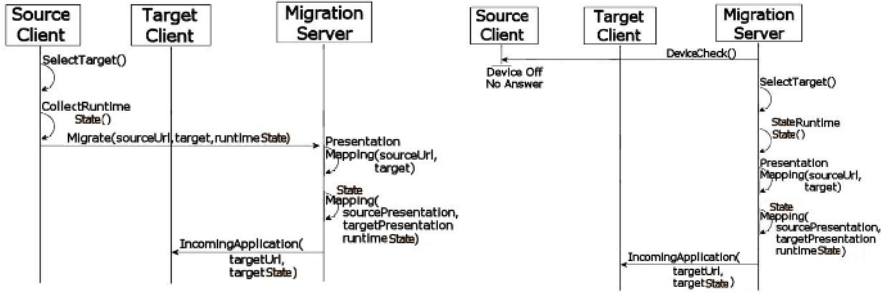 Source
Client
Target
Client
Migration
Server
SelectTarget()
CollectRuntime
State()
Migrate(sourceUrl,target,runtimeState)
Presentation
Mapping(sourceUrl,
target)
State
Mapping(
sourcePresentation,
targetPresentation
runtimeState)
IncomingApplication(
targetUrl,
targetState)
Source
Client
Target
Client
Migration
Server
DeviceCheck()
Device Off
No Answer
SelectTarget()
StateRuntime
State()
Presentation
Mapping(sourceUrl,
target)
State
Mapping(
sourcePresentation,
targetPresentation
runtimeState)
IncomingApplication(
targetUrl,
targetState)